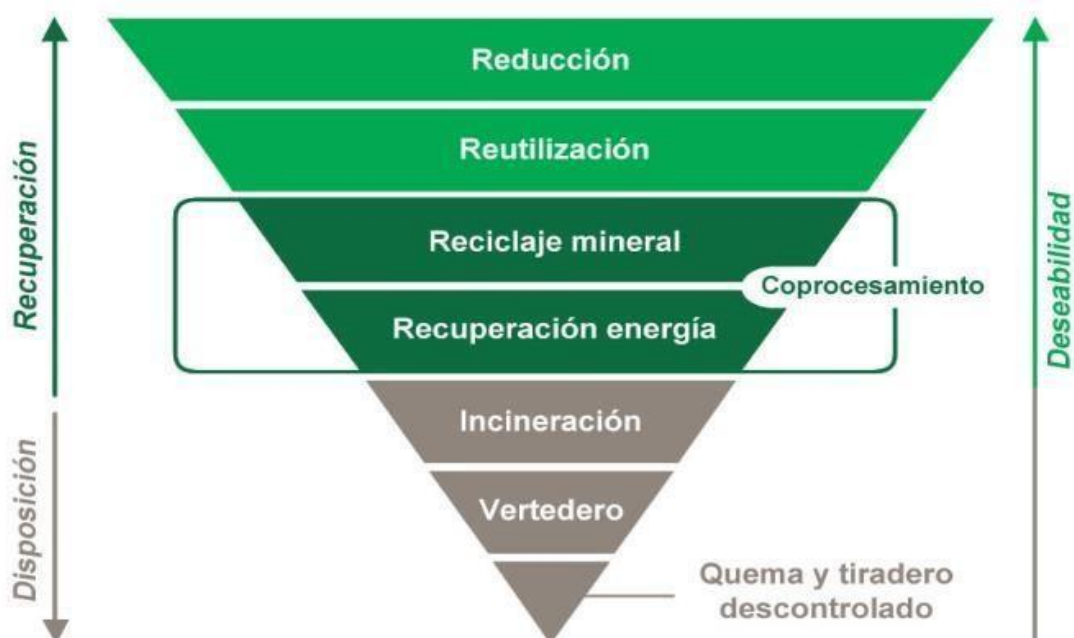 Reducción
Reutilización
Reciclaje mineral
Coprocesamiento
Recuperación energía
Incineración
Vertedero
Quema y tiradero
descontrolado
Recuperación
Disposición
Deseabilidad